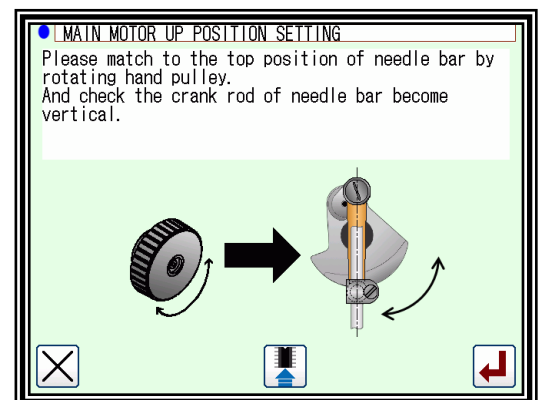 MAIN MOTOR UP POSITION SETTING
Please match to the top position of needle bar by
rotating hand pulley.
And check the crank rod of needle bar become
vertical.